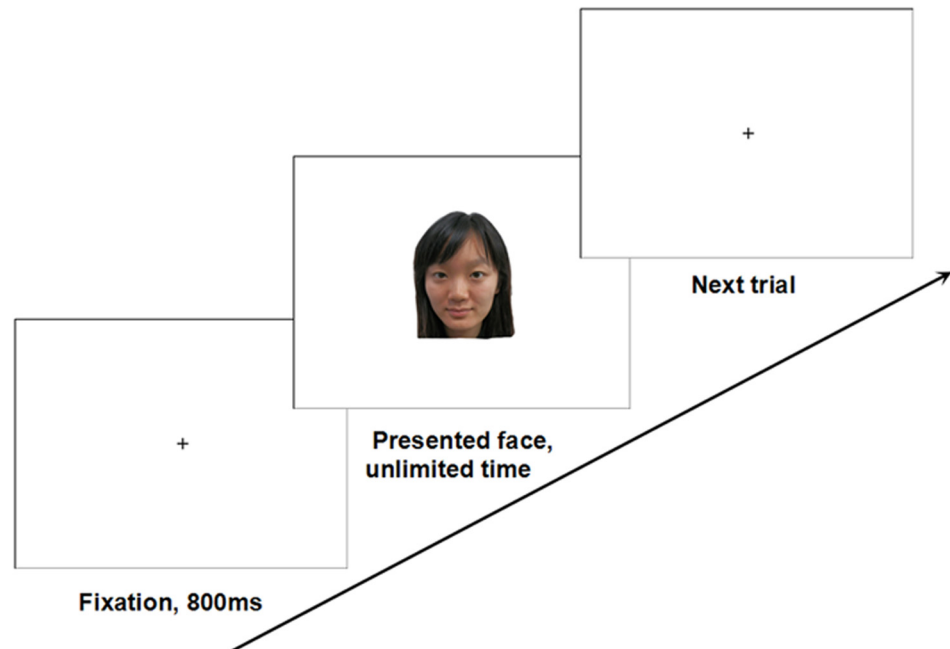 Fixation, 800ms
Presented face,
unlimited time
Next trial